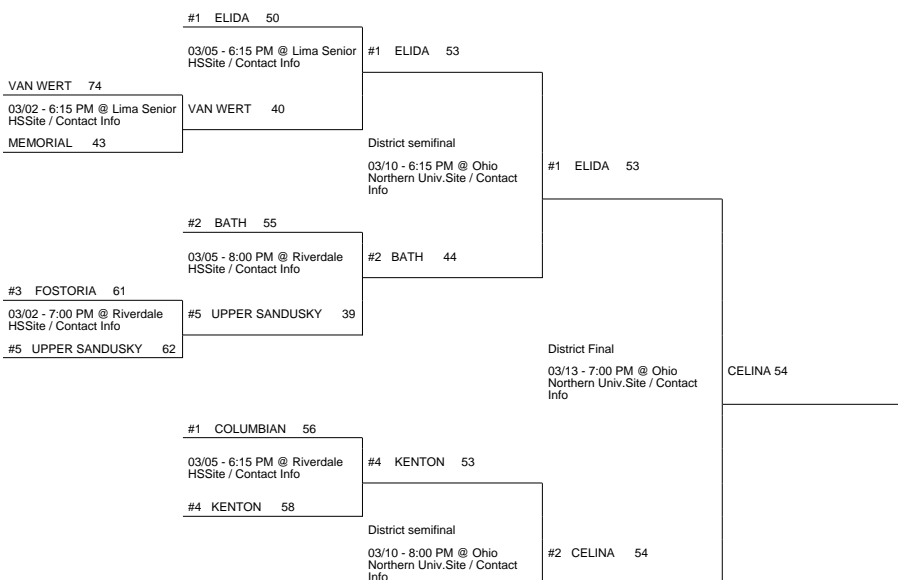 #1 ELIDA 50
03/05 - 6:15 PM @ Lima Senior
HSSite / Contact Info
#1 ELIDA 53
VAN WERT 74
03/02 - 6:15 PM @ Lima Senior
HSSite / Contact Info
VAN WERT 40
MEMORIAL 43
District semifinal
03/10 - 6:15 PM @ Ohio
Northern Univ.Site / Contact
Info
#1 ELIDA 53
#2 BATH 55
03/05 - 8:00 PM @ Riverdale
HSSite / Contact Info
#2 BATH 44
#3 FOSTORIA 61
03/02 - 7:00 PM @ Riverdale
HSSite / Contact Info
#5 UPPER SANDUSKY 39
#5 UPPER SANDUSKY 62
District Final
03/13 - 7:00 PM @ Ohio
Northern Univ.Site / Contact
Info
CELINA 54
#1 COLUMBIAN 56
03/05 - 6:15 PM @ Riverdale
HSSite / Contact Info
#4 KENTON 53
#4 KENTON 58
District semifinal
03/10 - 8:00 PM @ Ohio
Northern Univ.Site / Contact
Info
#2 CELINA 54